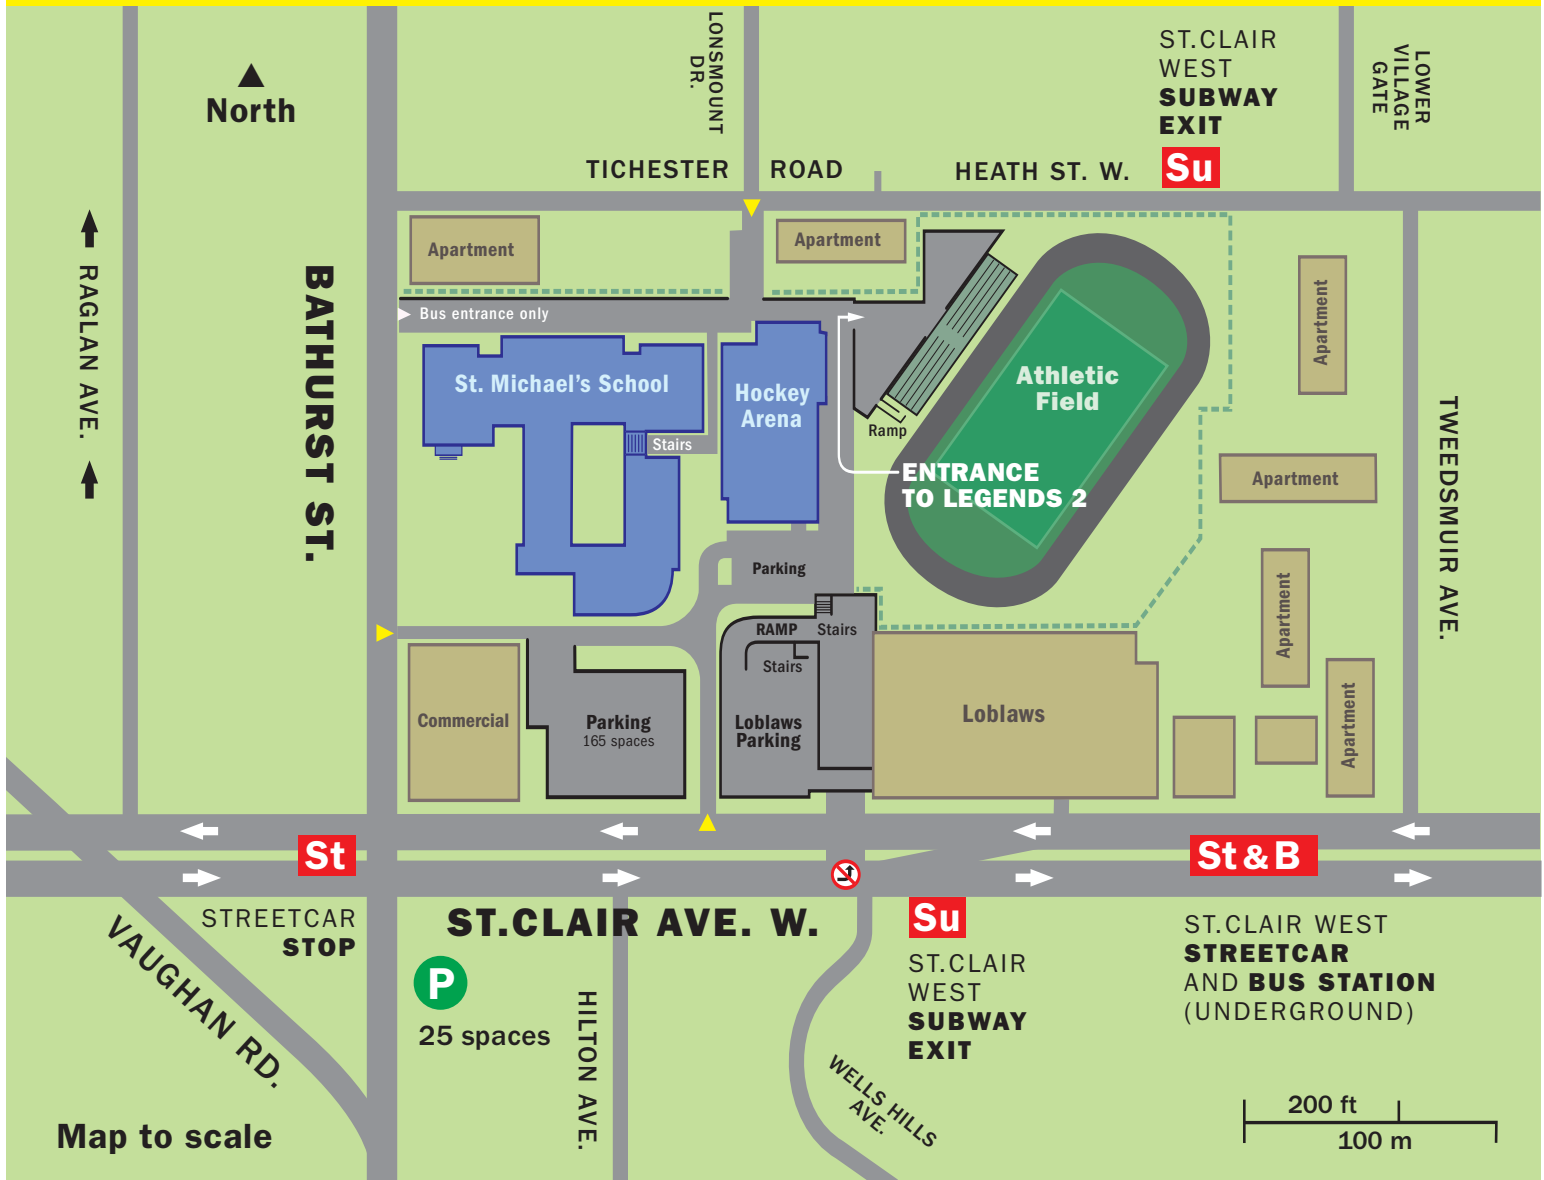 North
LONSMOUNT
DR.
ST.CLAIR
WEST
SUBWAY
EXIT
Su
LOWER
VILLAGE
GATE
TICHESTER ROAD
HEATH ST. W.
RAGLAN AVE.
BATHURST ST.
Apartment
Apartment
Bus entrance only
St. Michael's School
Stairs
Hockey
Arena
Ramp
Athletic
Field
ENTRANCE
TO LEGENDS 2
Apartment
Apartment
TWEEDSMUIR AVE.
Parking
RAMP
Stairs
Stairs
Apartment
Apartment
Commercial
Parking
165 spaces
Loblaws
Parking
Loblaws
St
St & B
STREETCAR
STOP
ST.CLAIR AVE. W.
Su
ST.CLAIR
WEST
SUBWAY
EXIT
ST.CLAIR WEST
STREETCAR
AND BUS STATION
(UNDERGROUND)
VAUGHAN RD.
P
25 spaces
HILTON AVE.
WELLS HILLS
AVE.
Map to scale
200 ft
100 m